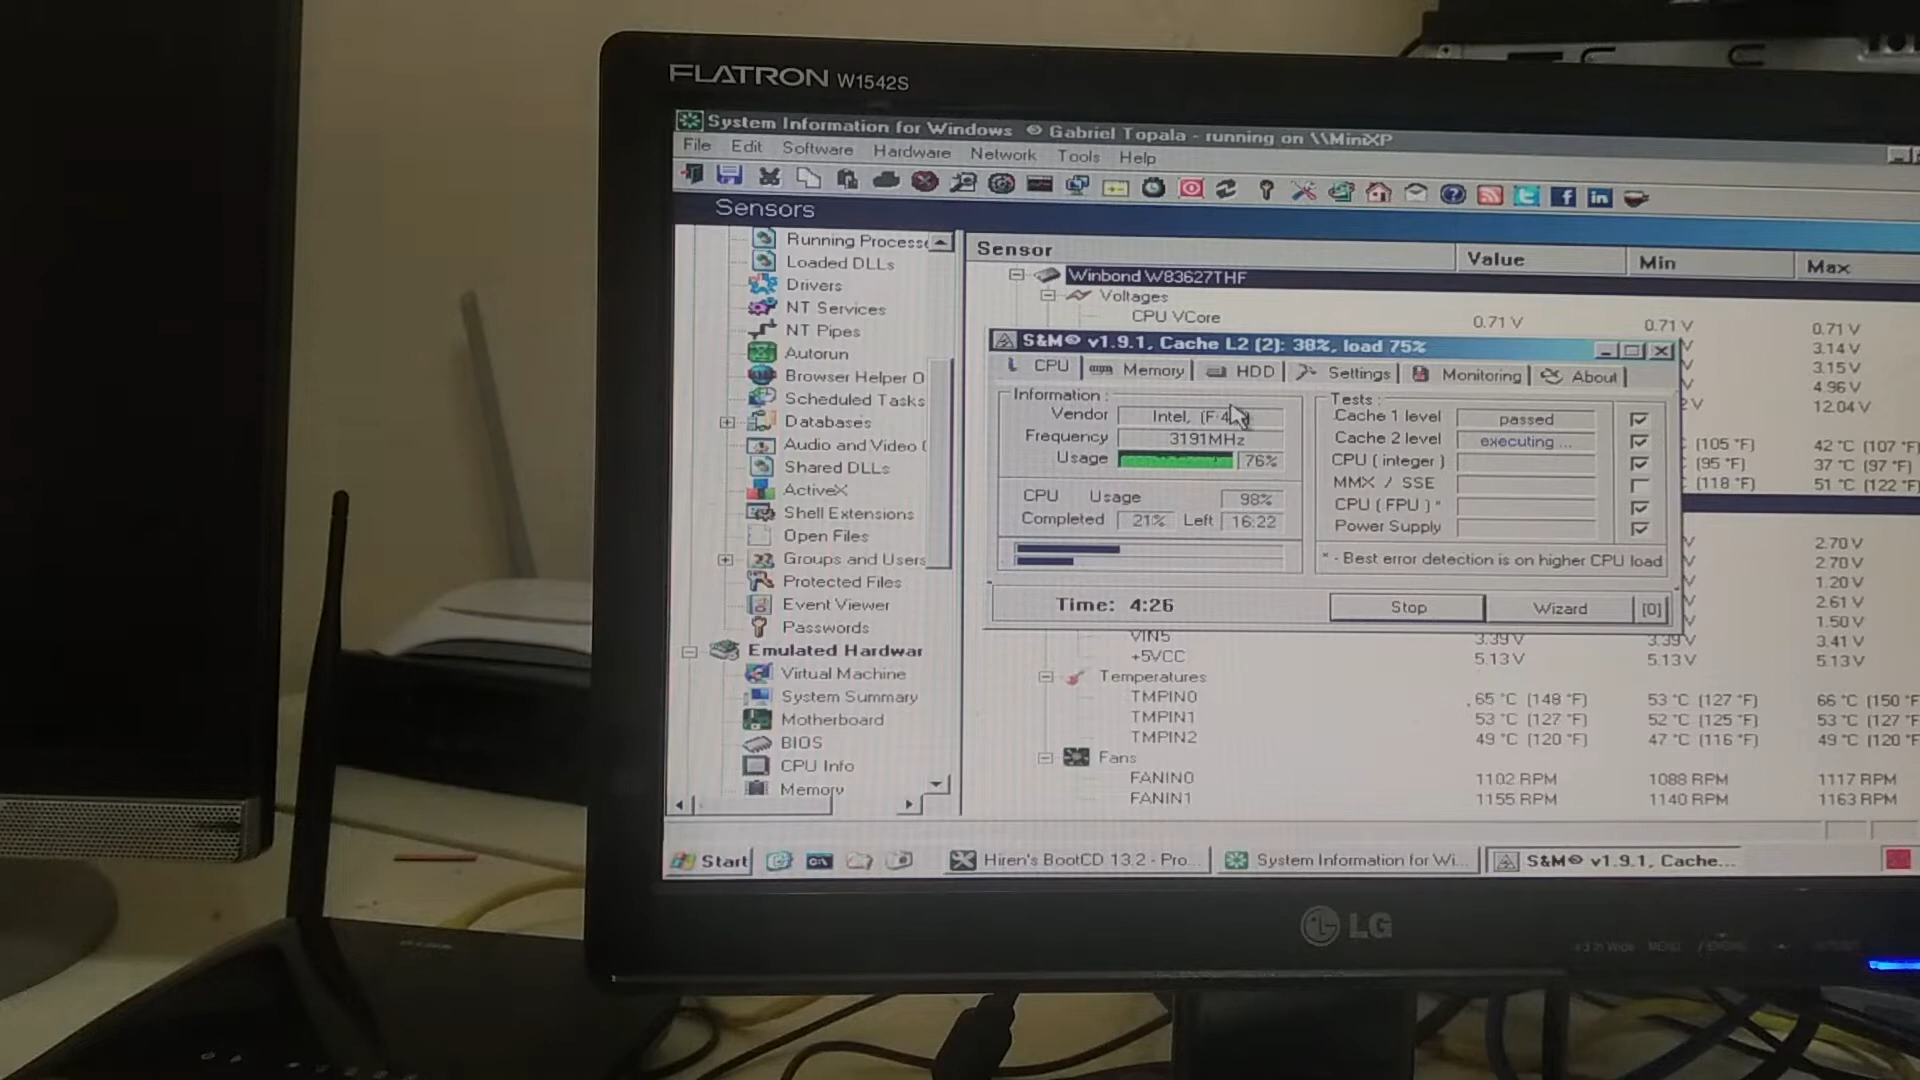 FLATRON W1542S
System Information for Windows © Gabriel Topala - running on \\MiniXP
File Edit Software Hardware Network Tools Help
Sensors
Running Processe
Loaded DLLs
Drivers
NT Services
NT Pipes
Autorun
Browser Helper O
Scheduled Tasks
Databases
Audio and Video
Shared DLLs
ActiveX
Shell Extensions
Open Files
Groups and Users
Protected Files
Event Viewer
Passwords
Emulated Hardwar
Virtual Machine
System Summary
Motherboard
BIOS
CPU Info
Memory
Sensor Value Min Max
Winbond W83627THF
Voltages
CPU VCore 0.71 V 0.71 V 0.71 V
3.14 V
3.15 V
4.96 V
12.04 V
(105 °F) 42 °C (107 °F
(95 °F) 37 °C (97 °F)
(118 °F) 51 °C (122 °F
S&M® v1.9.1, Cache L2 (2): 38%, load 75%
CPU Memory HDD Settings Monitoring About
Information :
Vendor Intel, (F 4
Frequency 3191MHz
Usage 76%
CPU Usage 98%
Completed 21% Left 16:22
Tests :
Cache 1 level passed
Cache 2 level executing ...
CPU ( integer )
MMX / SSE
CPU ( FPU ) *
Power Supply
* - Best error detection is on higher CPU load
Time: 4:26 Stop Wizard [0]
2.70 V
2.70 V
1.20 V
2.61 V
1.50 V
VIN5 3.39 V 3.39 V 3.41 V
+5VCC 5.13 V 5.13 V 5.13 V
Temperatures
TMPIN0 65 °C (148 °F) 53 °C (127 °F) 66 °C (150 °F
TMPIN1 53 °C (127 °F) 52 °C (125 °F) 53 °C (127 °F
TMPIN2 49 °C (120 °F) 47 °C (116 °F) 49 °C (120 °F
Fans
FANIN0 1102 RPM 1088 RPM 1117 RPM
FANIN1 1155 RPM 1140 RPM 1163 RPM
Start Hiren's BootCD 13.2 - Pro... System Information for Wi... S&M® v1.9.1, Cache...
LG